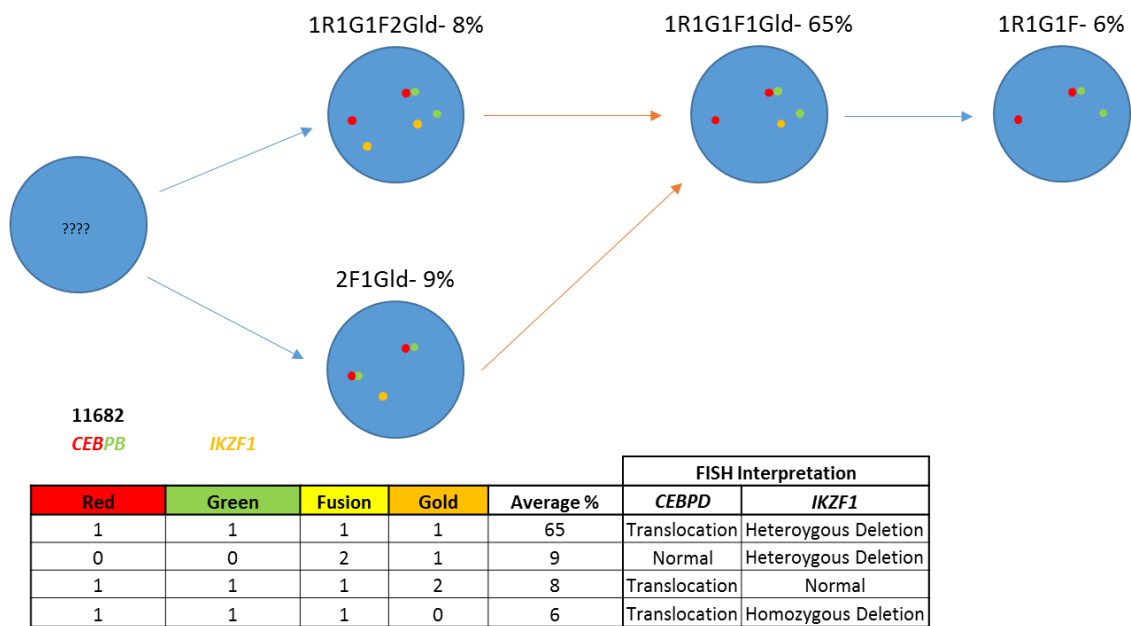 1R1G1F2Gld- 8%
1R1G1F1Gld- 65%
1R1G1F- 6%
????
2F1Gld- 9%
11682
CEBPB IKZF1
FISH Interpretation
Red Green Fusion Gold Average % CEBPD IKZF1
1 1 1 1 65 Translocation Heteroygous Deletion
0 0 2 1 9 Normal Heteroygous Deletion
1 1 1 2 8 Translocation Normal
1 1 1 0 6 Translocation Homozygous Deletion